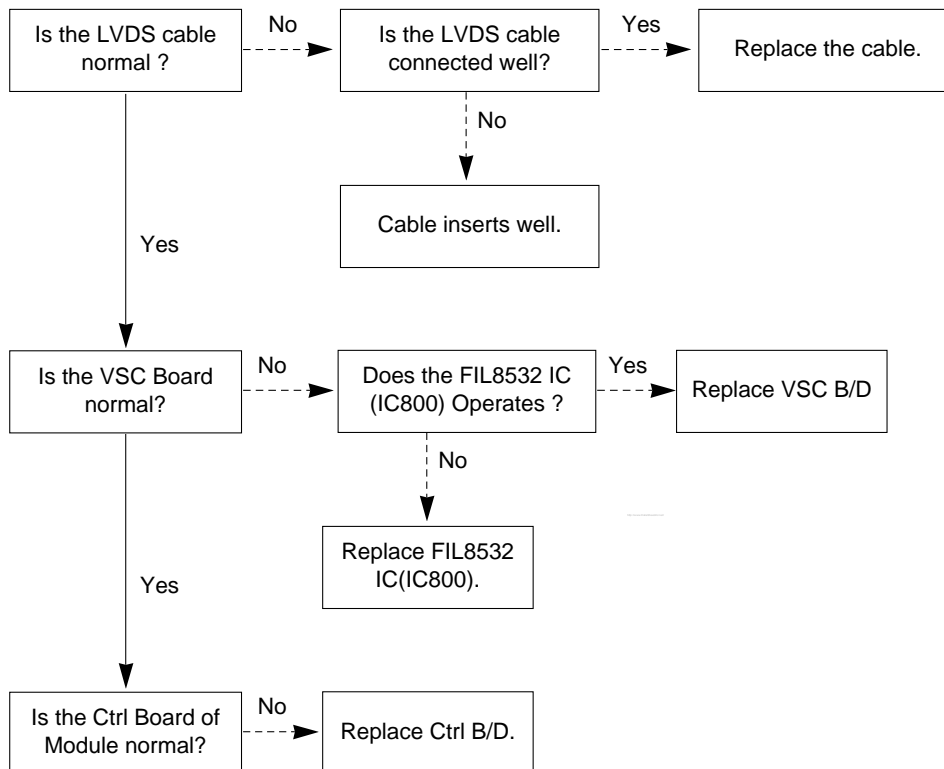 Is the LVDS cable
normal ?
No
Is the LVDS cable
connected well?
Yes
Replace the cable.
No
Cable inserts well.
Yes
Is the VSC Board
normal?
No
Does the FIL8532 IC
(IC800) Operates ?
Yes
Replace VSC B/D
No
Replace FIL8532
IC(IC800).
Yes
Is the Ctrl Board of
Module normal?
No
Replace Ctrl B/D.